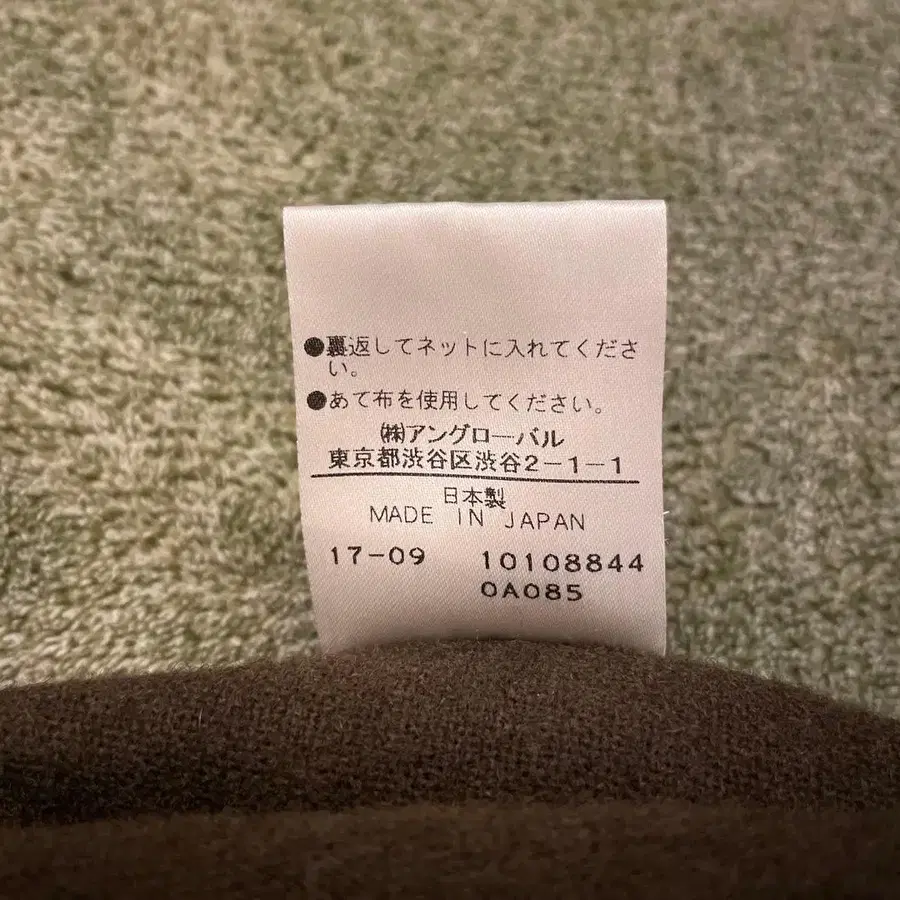 ●裏返してネットに入れてくださ
い。
●あて布を使用してください。
㈱アングローバル
東京都渋谷区渋谷2-1-1
日本製
MADE IN JAPAN
17-09 10108844
0A085